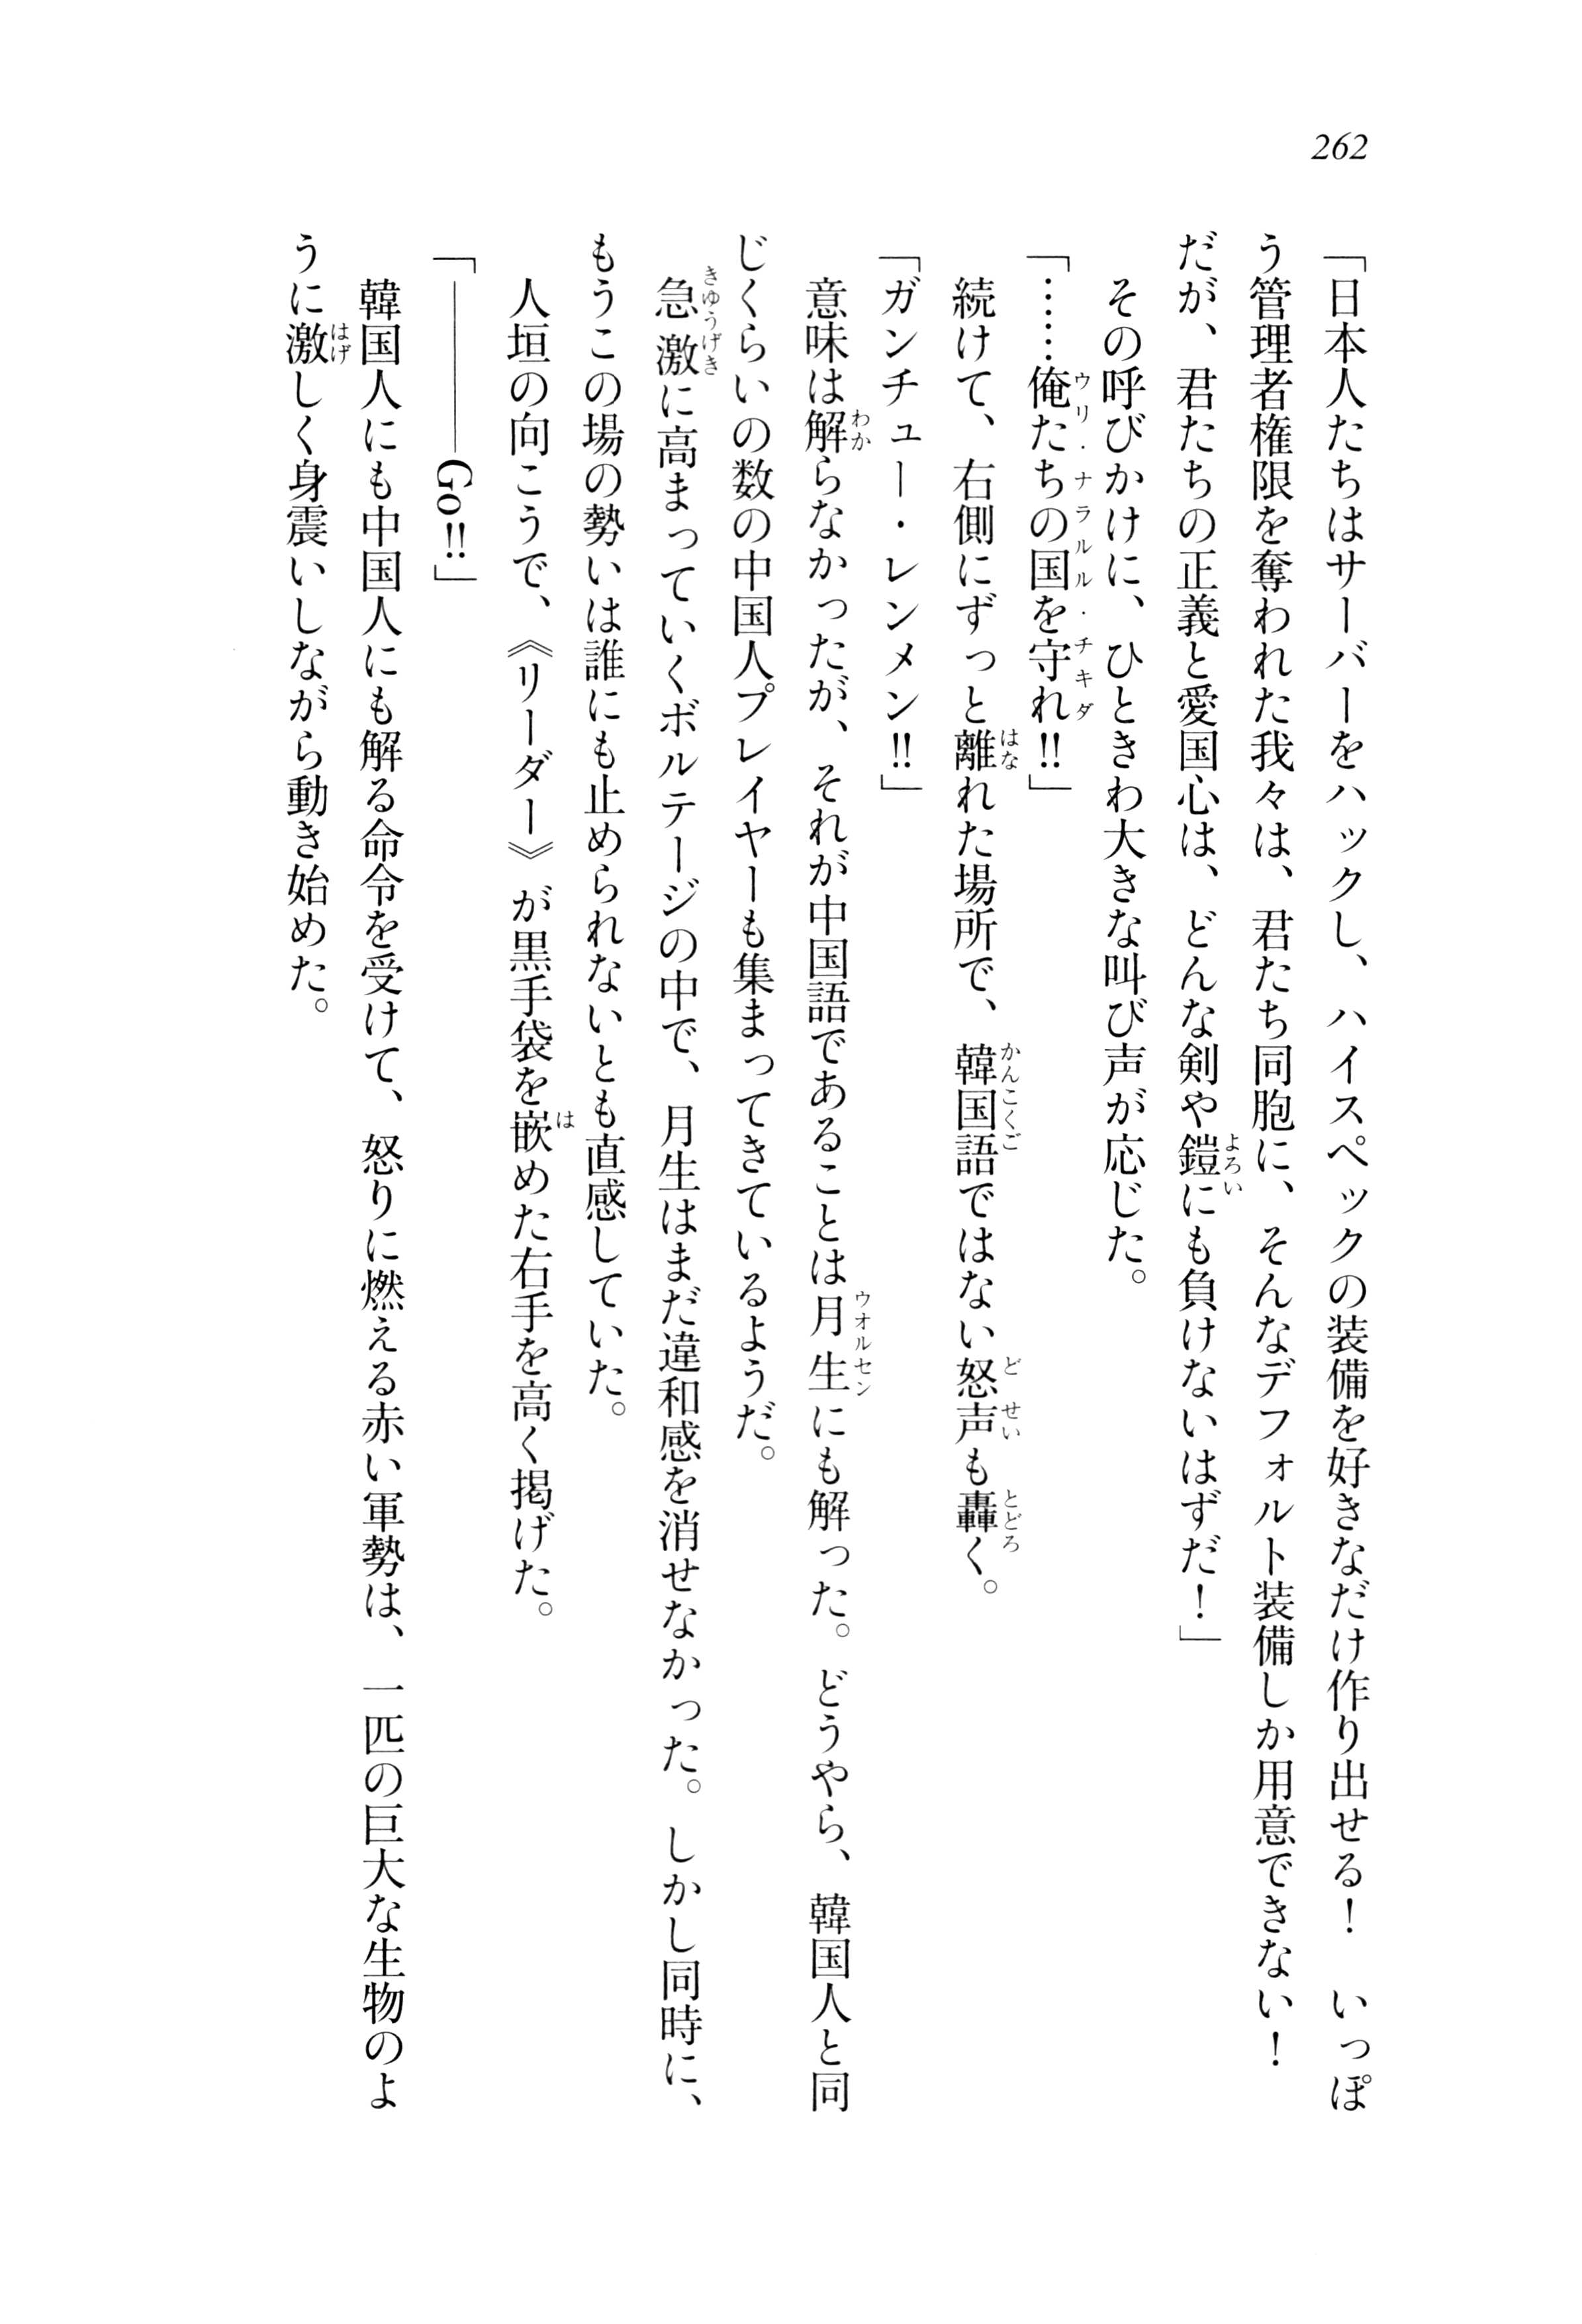 262
「日本人たちはサーバーをハックし、ハイスペックの装備を好きなだけ作り出せる！　いっぽ
う管理者権限を奪われた我々は、君たち同胞に、そんなデフォルト装備しか用意できない！
だが、君たちの正義と愛国心は、どんな剣や鎧にも負けないはずだ！」
　その呼びかけに、ひときわ大きな叫び声が応じた。
「……俺たちの国を守れ!!」
　続けて、右側にずっと離れた場所で、韓国語ではない怒声も轟く。
「ガンチュー・レンメン!!」
　意味は解らなかったが、それが中国語であることは月生にも解った。どうやら、韓国人と同
じくらいの数の中国人プレイヤーも集まってきているようだ。
　急激に高まっていくボルテージの中で、月生はまだ違和感を消せなかった。しかし同時に、
もうこの場の勢いは誰にも止められないとも直感していた。
　人垣の向こうで、《リーダー》が黒手袋を嵌めた右手を高く掲げた。
「――――Go!!」
　韓国人にも中国人にも解る命令を受けて、怒りに燃える赤い軍勢は、一匹の巨大な生物のよ
うに激しく身震いしながら動き始めた。